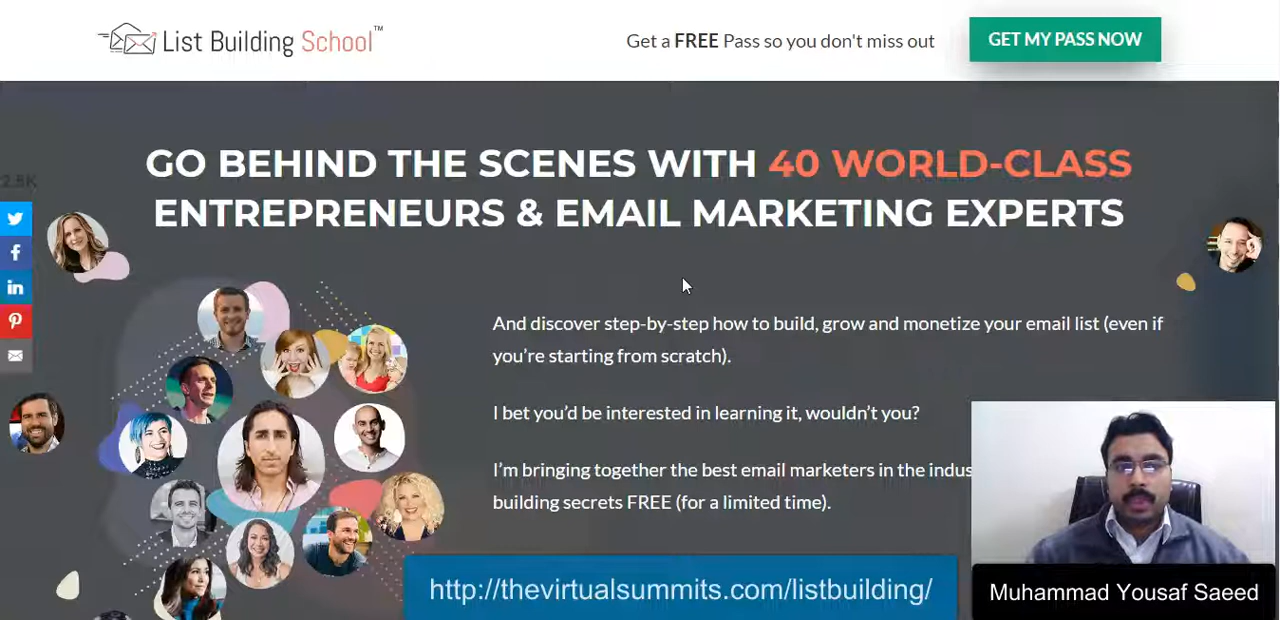 List Building School™
Get a FREE Pass so you don't miss out
GET MY PASS NOW
GO BEHIND THE SCENES WITH 40 WORLD-CLASS
ENTREPRENEURS & EMAIL MARKETING EXPERTS
2.5K
And discover step-by-step how to build, grow and monetize your email list (even if
you're starting from scratch).
I bet you'd be interested in learning it, wouldn't you?
I'm bringing together the best email marketers in the indus
building secrets FREE (for a limited time).
http://thevirtualsummits.com/listbuilding/
Muhammad Yousaf Saeed